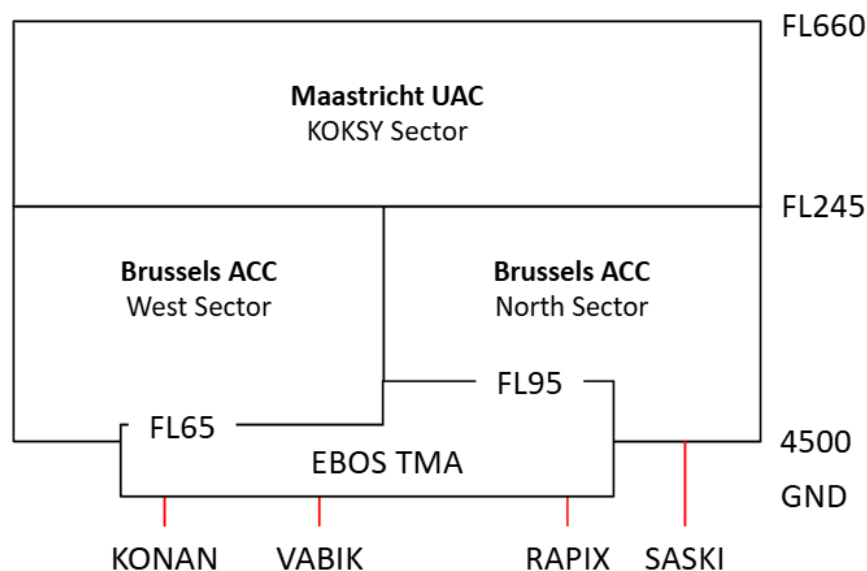 FL660
Maastricht UAC
KOKSY Sector
FL245
Brussels ACC
West Sector
Brussels ACC
North Sector
FL95
FL65
4500
EBOS TMA
GND
KONAN
VABIK
RAPIX
SASKI